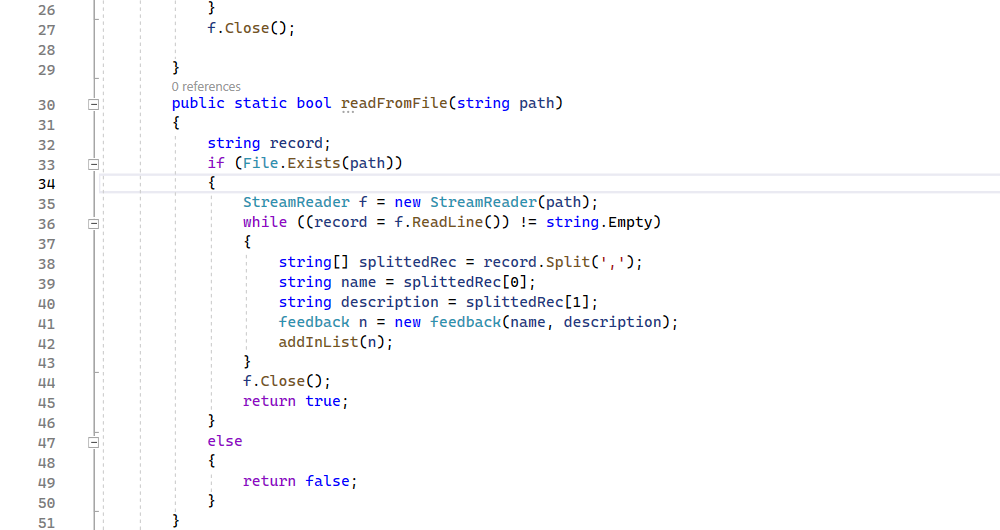 26 }
27 f.Close();
28
29 }
0 references
30 public static bool readFromFile(string path)
31 {
32 string record;
33 if (File.Exists(path))
34 {
35 StreamReader f = new StreamReader(path);
36 while ((record = f.ReadLine()) != string.Empty)
37 {
38 string[] splittedRec = record.Split(',');
39 string name = splittedRec[0];
40 string description = splittedRec[1];
41 feedback n = new feedback(name, description);
42 addInList(n);
43 }
44 f.Close();
45 return true;
46 }
47 else
48 {
49 return false;
50 }
51 }